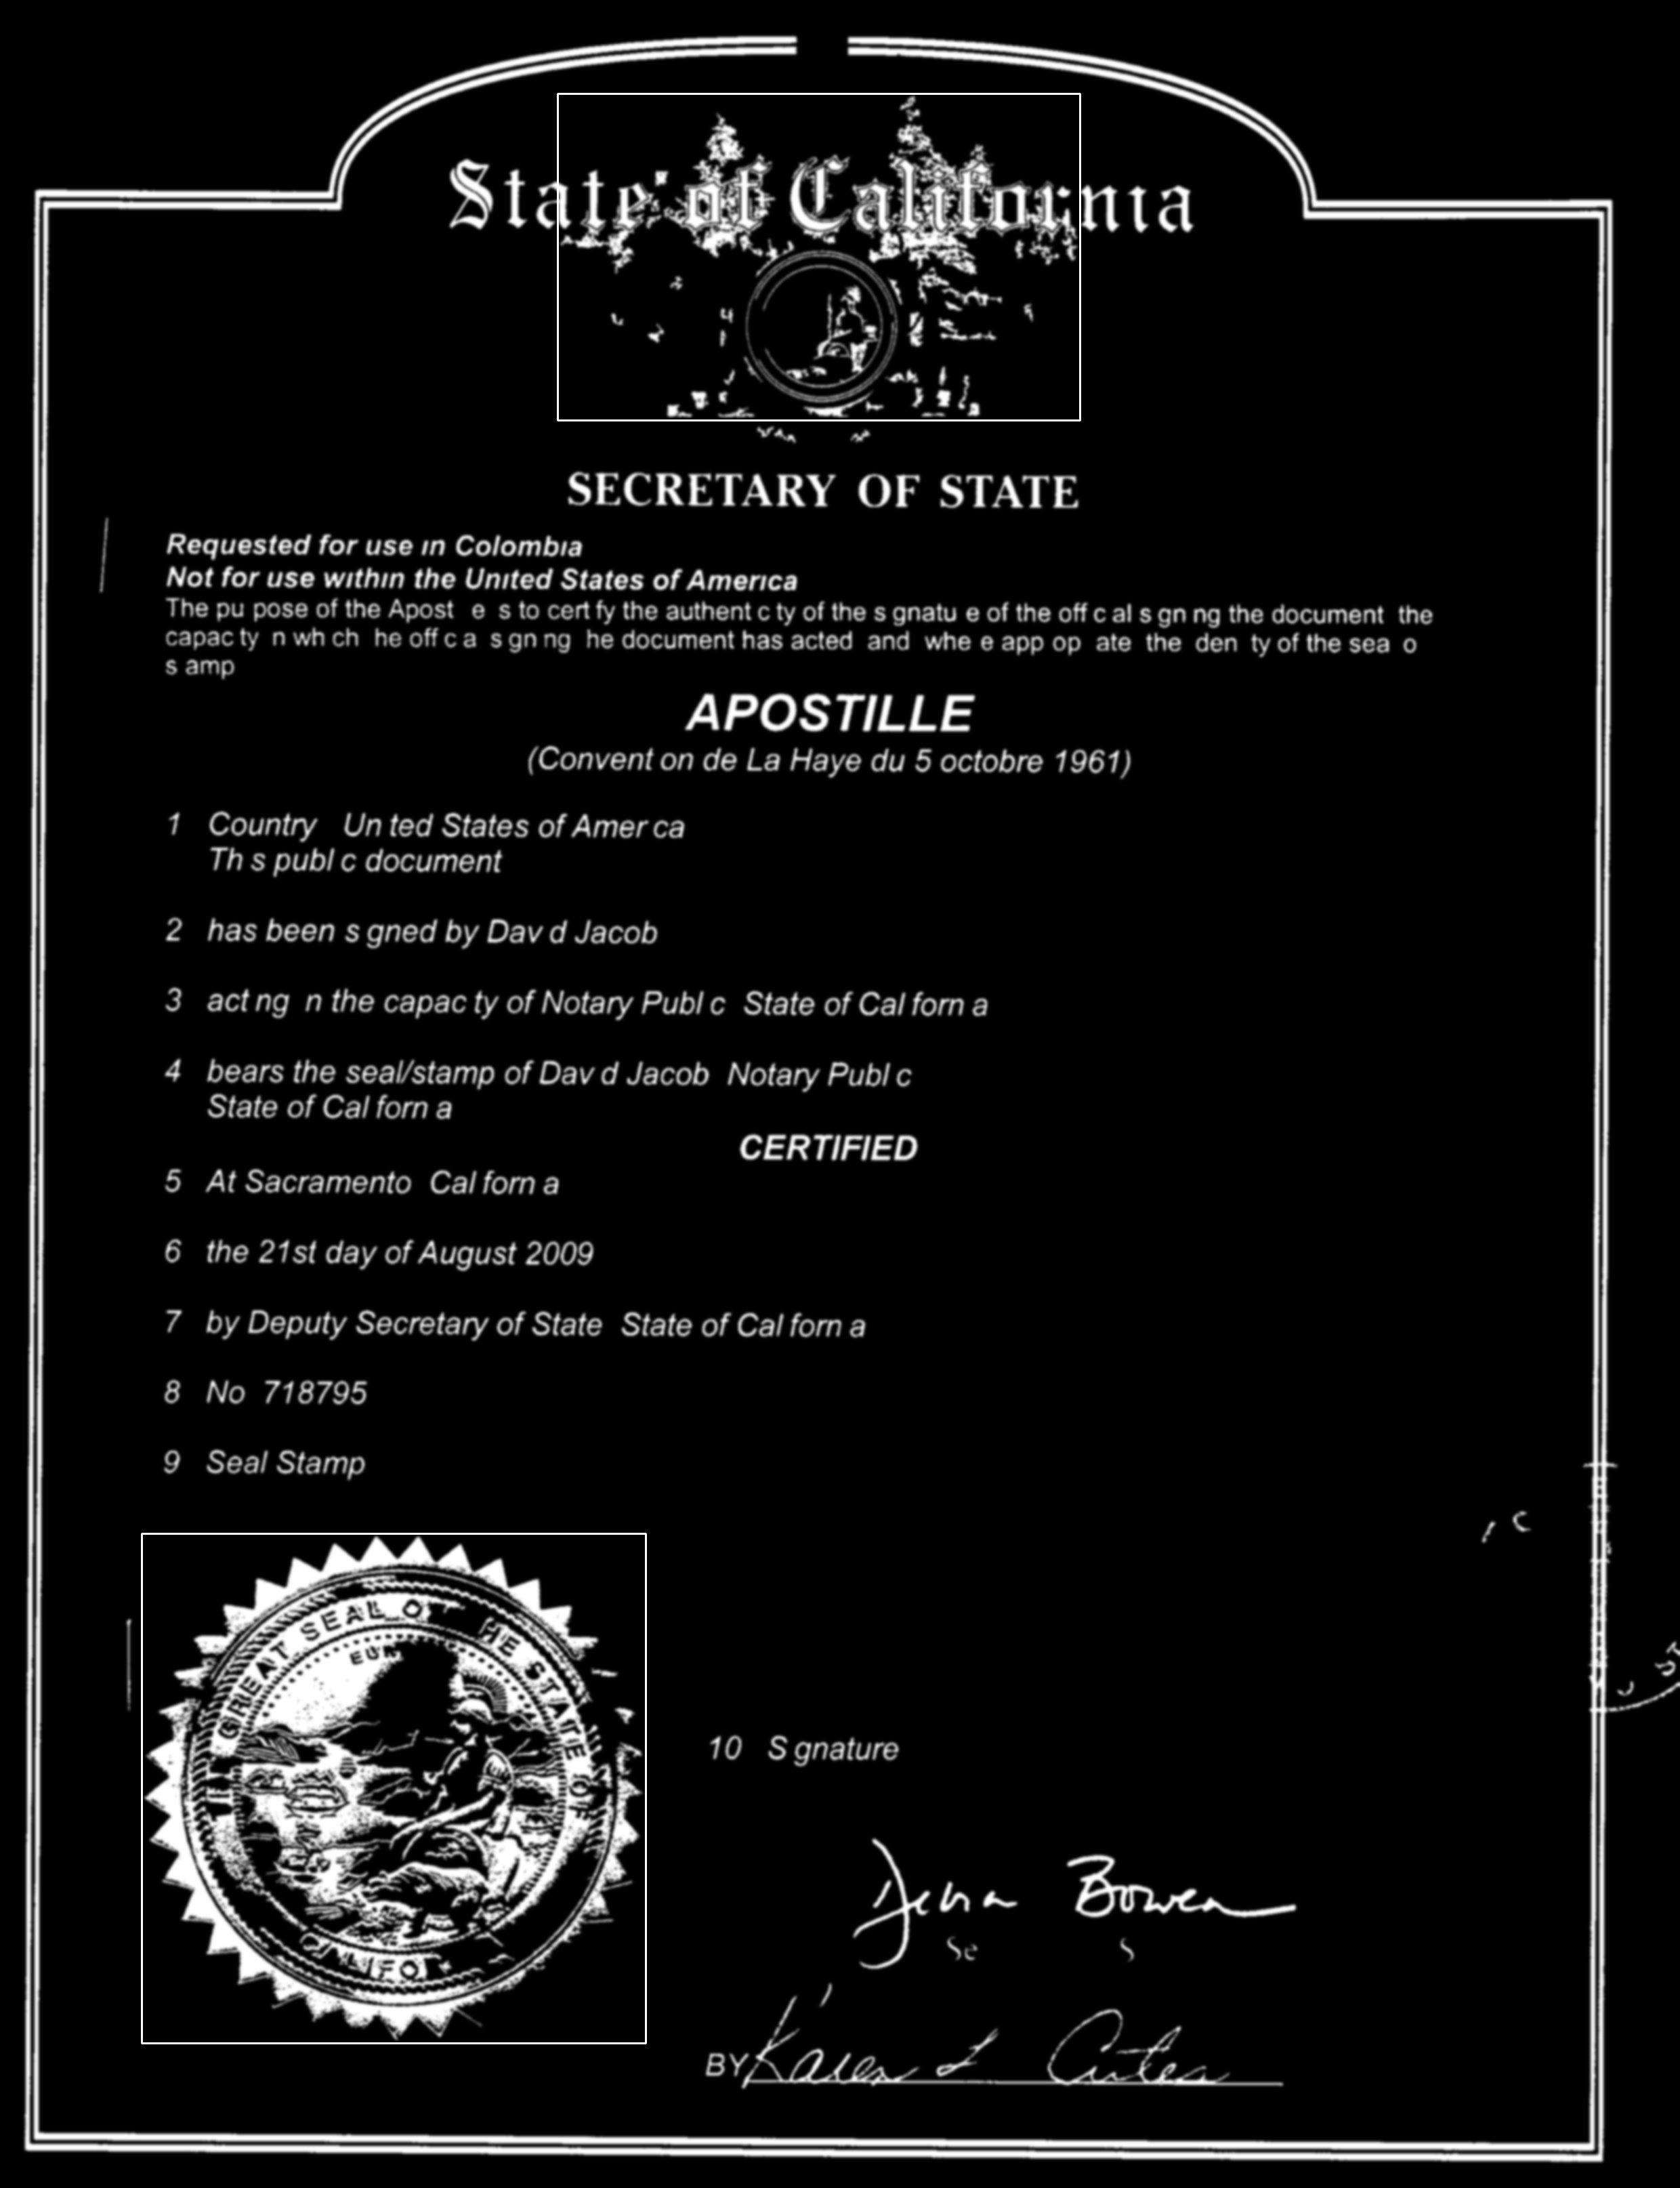 State of California
SECRETARY OF STATE
Requested for use in Colombia
Not for use within the United States of America
The pu pose of the Apost e s to cert fy the authent c ty of the s gnatu e of the off c al s gn ng the document the
capac ty n wh ch he off c a s gn ng he document has acted and whe e app op ate the den ty of the sea o
s amp
APOSTILLE
(Convent on de La Haye du 5 octobre 1961)
1 Country Un ted States of Amer ca
Th s publ c document
2 has been s gned by Dav d Jacob
3 act ng n the capac ty of Notary Publ c State of Cal forn a
4 bears the seal/stamp of Dav d Jacob Notary Publ c
State of Cal forn a
CERTIFIED
5 At Sacramento Cal forn a
6 the 21st day of August 2009
7 by Deputy Secretary of State State of Cal forn a
8 No 718795
9 Seal Stamp
GREAT SEAL O HE STATE OF
EUR
CALIFO
10 S gnature
Debra Bowen
Se S
BY Karen L